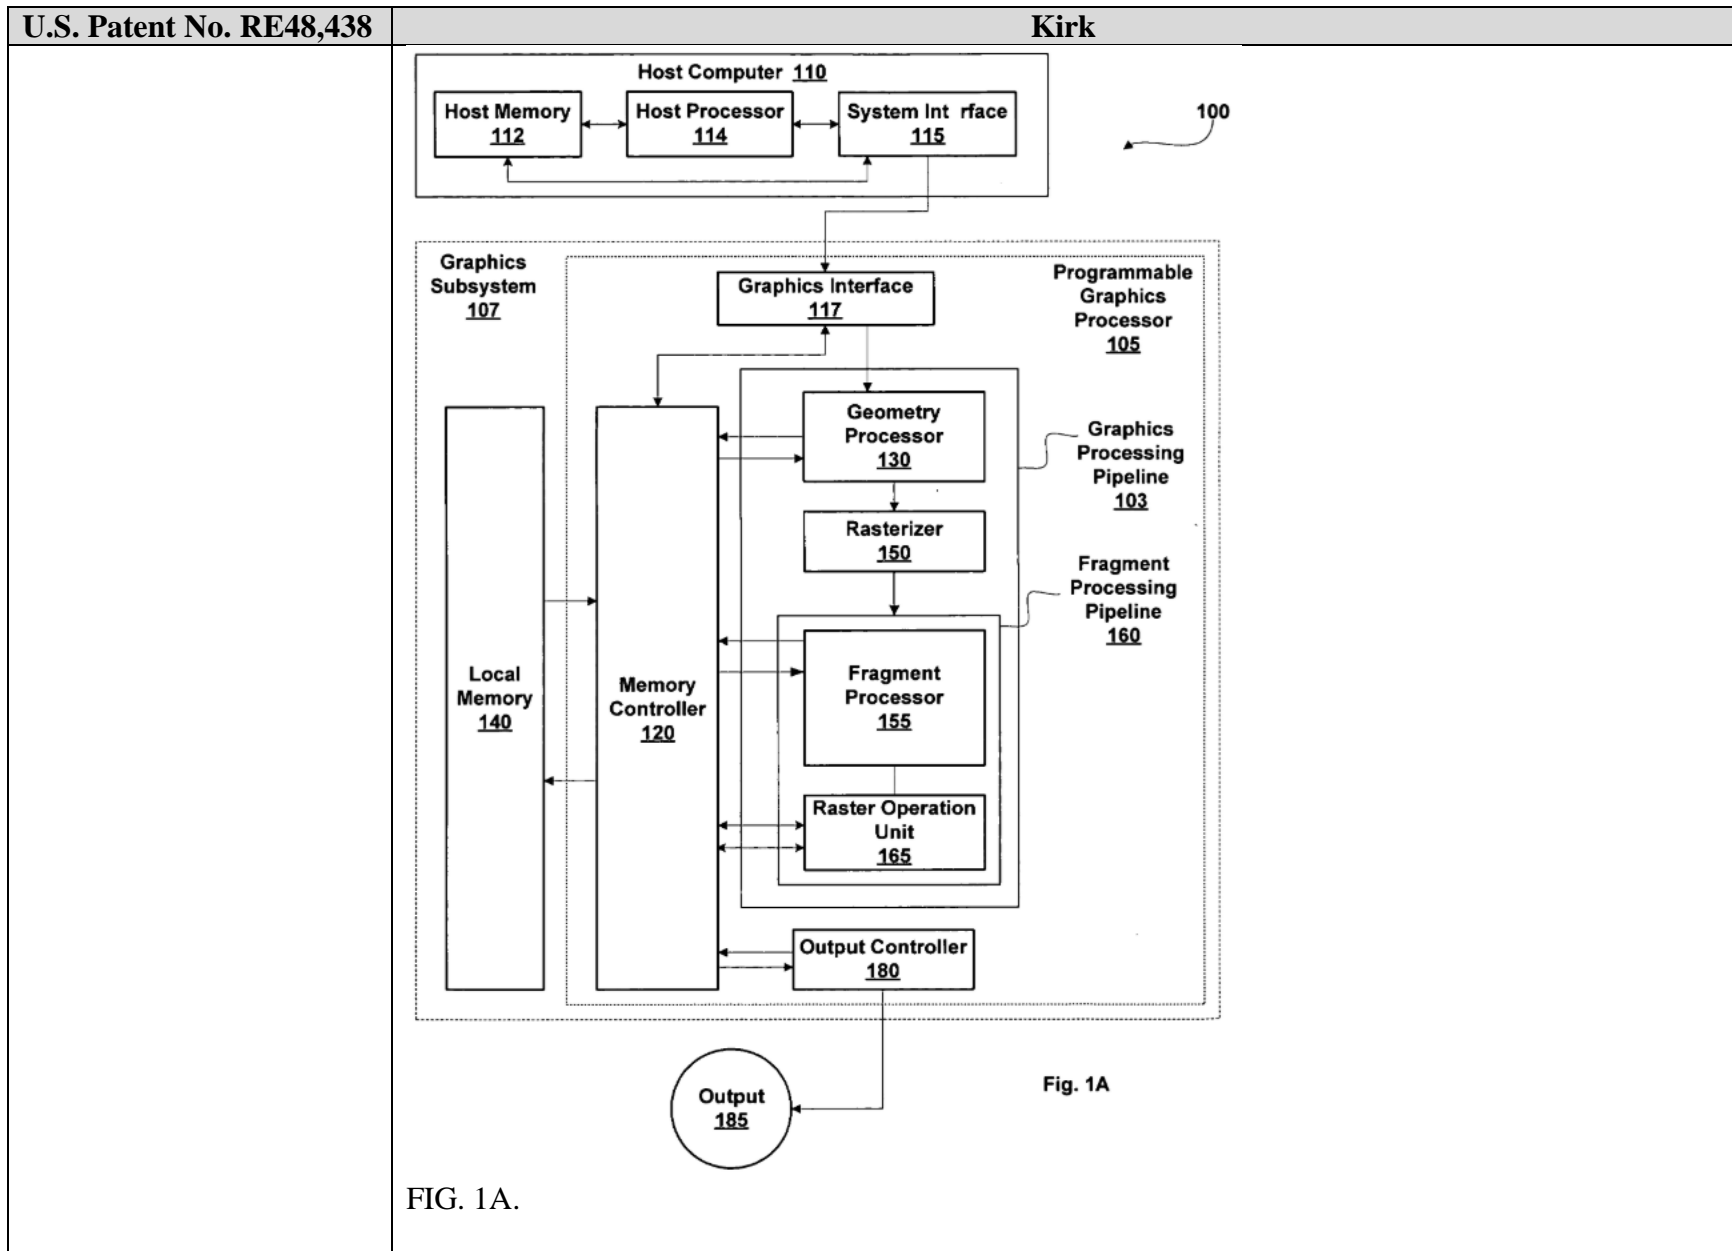 U.S. Patent No. RE48,438
Kirk
Host Computer 110
Host Memory
112
Host Processor
114
System Int rface
115
100
Graphics
Subsystem
107
Graphics Interface
117
Programmable
Graphics
Processor
105
Geometry
Processor
130
Graphics
Processing
Pipeline
103
Rasterizer
150
Fragment
Processing
Pipeline
160
Local
Memory
140
Memory
Controller
120
Fragment
Processor
155
Raster Operation
Unit
165
Output Controller
180
Output
185
Fig. 1A
FIG. 1A.